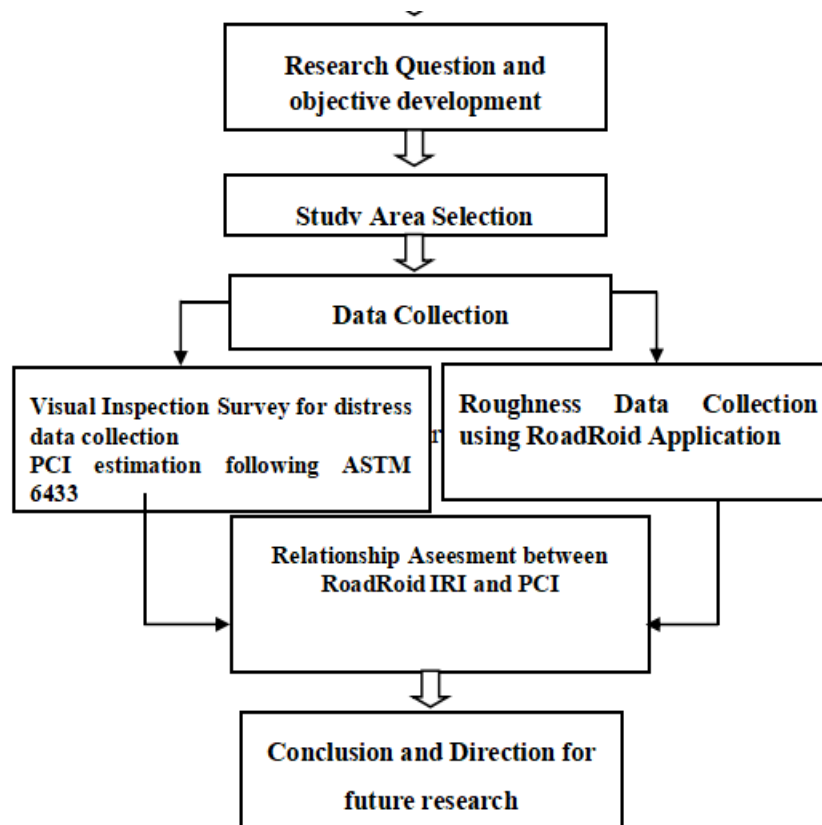 Research Question and
objective development
Study Area Selection
Data Collection
Visual Inspection Survey for distress
data collection
PCI estimation following ASTM
6433
r
Roughness Data Collection
using RoadRoid Application
Relationship Aseesment between
RoadRoid IRI and PCI
Conclusion and Direction for
future research